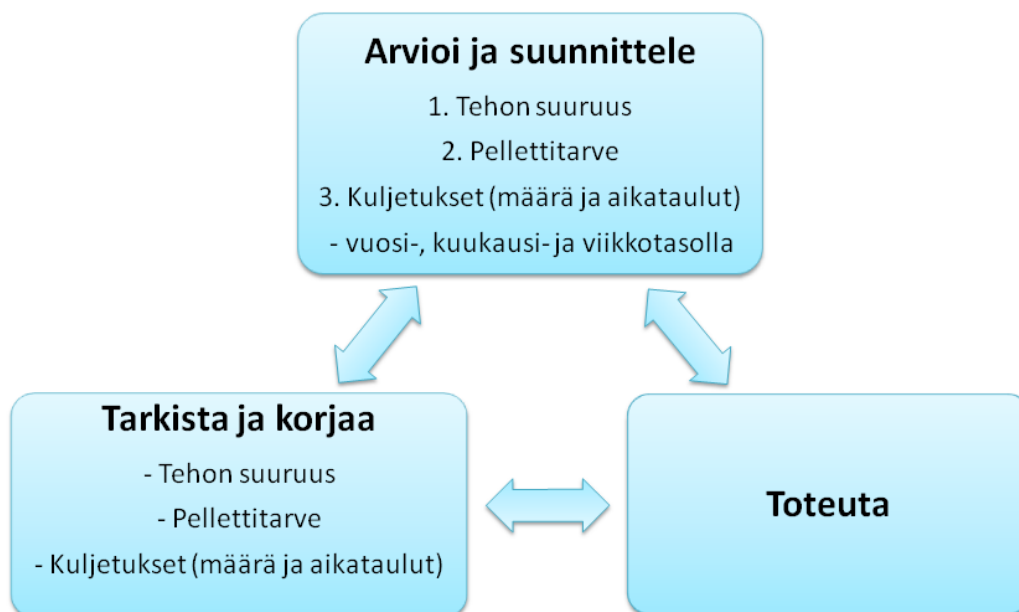 Arvioi ja suunnittele
1. Tehon suuruus
2. Pellettitarve
3. Kuljetukset (määrä ja aikataulut)
- vuosi-, kuukausi- ja viikkotasolla
Tarkista ja korjaa
- Tehon suuruus
- Pellettitarve
- Kuljetukset (määrä ja aikataulut)
Toteuta